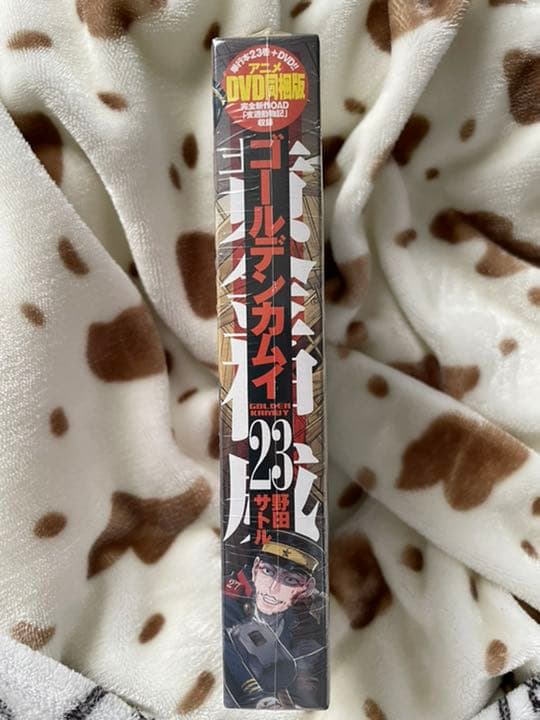 単行本23巻+DVD!!
アニメ
DVD同梱版
完全新作OAD
「支遁動物記」
収録
ゴールデンカムイ
GOLDEN
KAMUY
23
野田
サトル
27